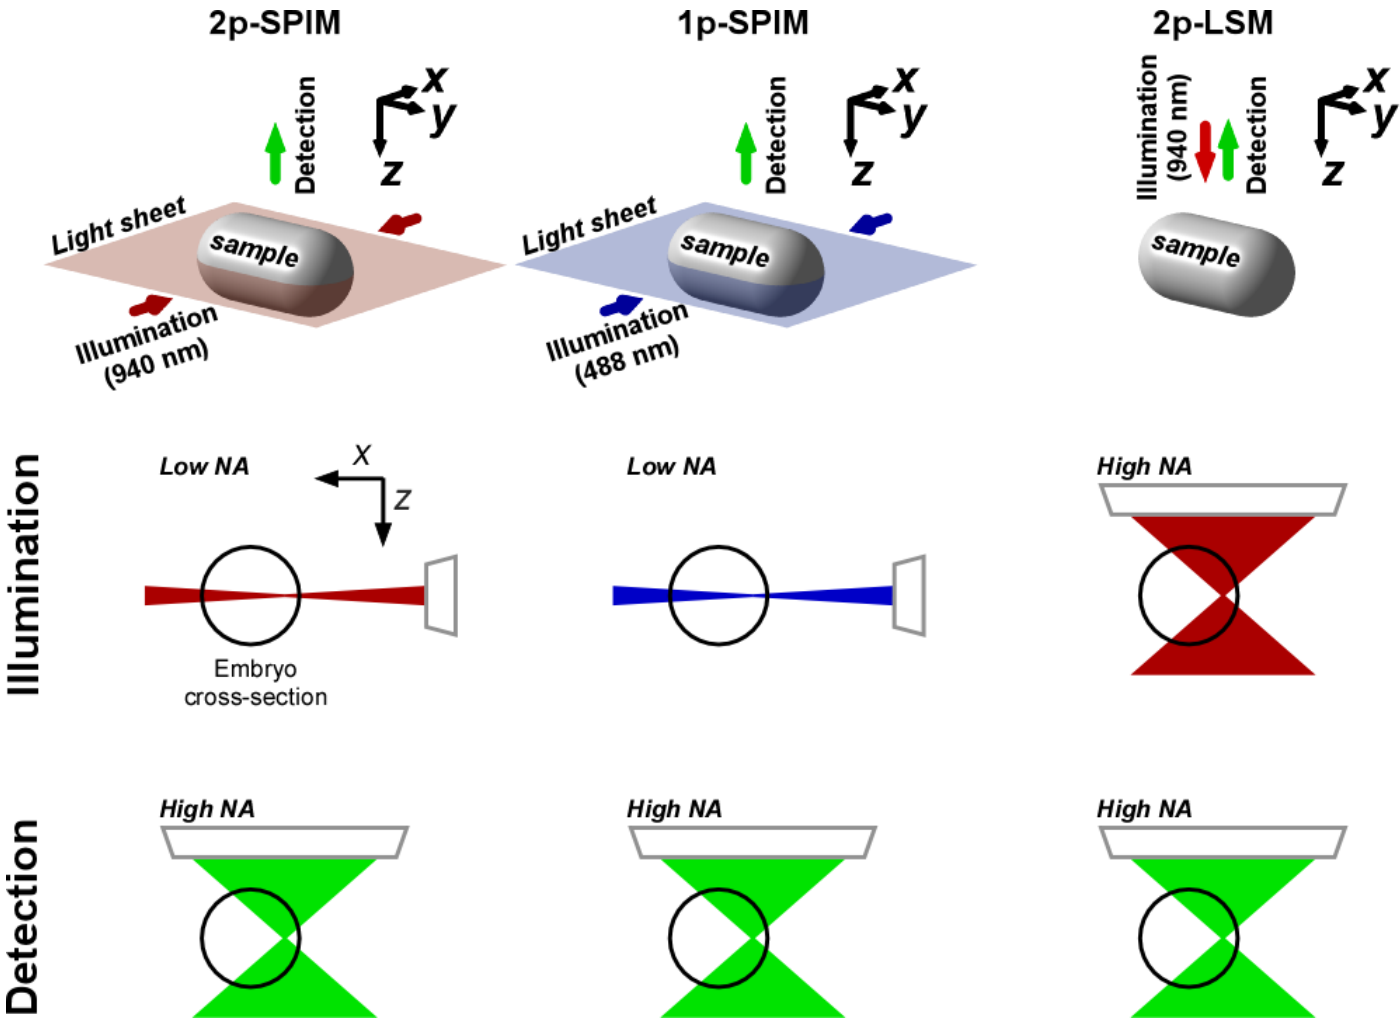 2p-SPIM
1p-SPIM
2p-LSM
Detection
x
y
z
Light sheet
sample
Illumination
(940 nm)
Detection
x
y
z
Light sheet
sample
Illumination
(488 nm)
Illumination
(940 nm)
Detection
x
y
z
sample
Illumination
Low NA
X
Z
Embryo
cross-section
Low NA
High NA
Detection
High NA
High NA
High NA